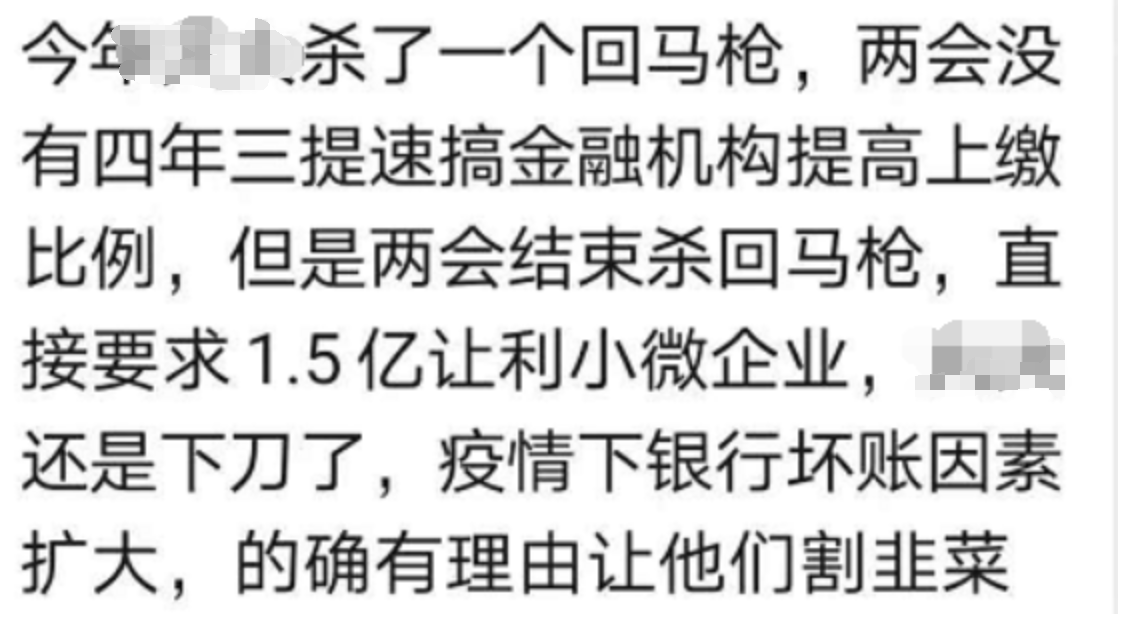 今年杀了一个回马枪，两会没
有四年三提速搞金融机构提高上缴
比例，但是两会结束杀回马枪，直
接要求1.5亿让利小微企业，
还是下刀了，疫情下银行坏账因素
扩大，的确有理由让他们割韭菜